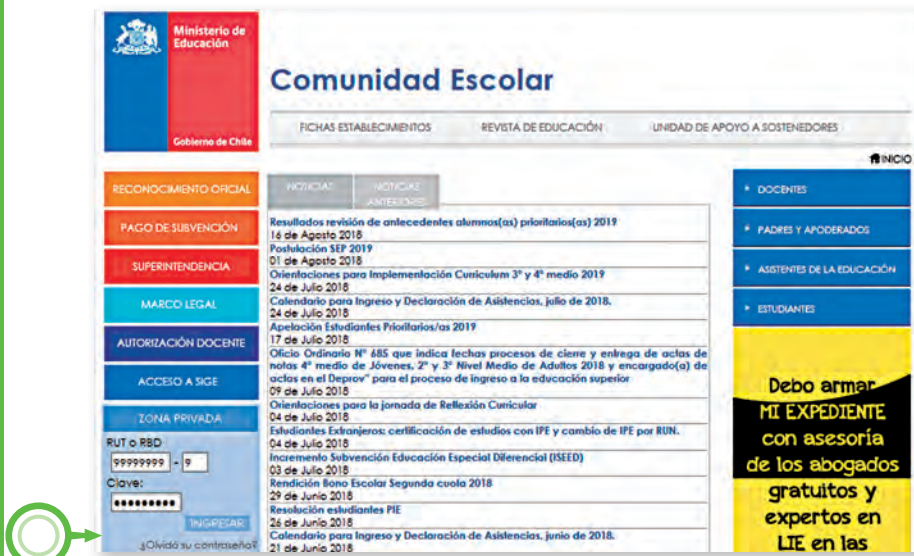 Ministerio de
Educación
Gobierno de Chile
Comunidad Escolar
FICHAS ESTABLECIMIENTOS
REVISTA DE EDUCACIÓN
UNIDAD DE APOYO A SOSTENEDORES
INICIO
RECONOCIMIENTO OFICIAL
PAGO DE SUBVENCIÓN
SUPERINTENDENCIA
MARCO LEGAL
AUTORIZACIÓN DOCENTE
ACCESO A SIGE
ZONA PRIVADA
RUT o RBD
99999999 - 9
Clave:
•••••••••
INGRESAR
¿Olvidó su contraseña?
NOTICIAS
NOTICIAS
ANTERIORES
Resultados revisión de antecedentes alumnos(as) prioritarios(as) 2019
16 de Agosto 2018
Postulación SEP 2019
01 de Agosto 2018
Orientaciones para Implementación Curriculum 3° y 4° medio 2019
24 de Julio 2018
Calendario para Ingreso y Declaración de Asistencias, julio de 2018.
24 de Julio 2018
Apelación Estudiantes Prioritarios/as 2019
17 de Julio 2018
Oficio Ordinario N° 685 que indica fechas procesos de cierre y entrega de actas de
notas 4° medio de Jóvenes, 2° y 3° Nivel Medio de Adultos 2018 y encargado(a) de
actas en el Deprov" para el proceso de ingreso a la educación superior
09 de Julio 2018
Orientaciones para la jornada de Reflexión Curricular
04 de Julio 2018
Estudiantes Extranjeros: certificación de estudios con IPE y cambio de IPE por RUN.
04 de Julio 2018
Incremento Subvención Educación Especial Diferencial (ISEED)
03 de Julio 2018
Rendición Bono Escolar Segunda cuota 2018
29 de Junio 2018
Resolución estudiantes PIE
26 de Junio 2018
Calendario para Ingreso y Declaración de Asistencias, junio de 2018.
21 de Junio 2018
DOCENTES
PADRES Y APODERADOS
ASISTENTES DE LA EDUCACIÓN
ESTUDIANTES
Debo armar
MI EXPEDIENTE
con asesoría
de los abogados
gratuitos y
expertos en
LIE en las